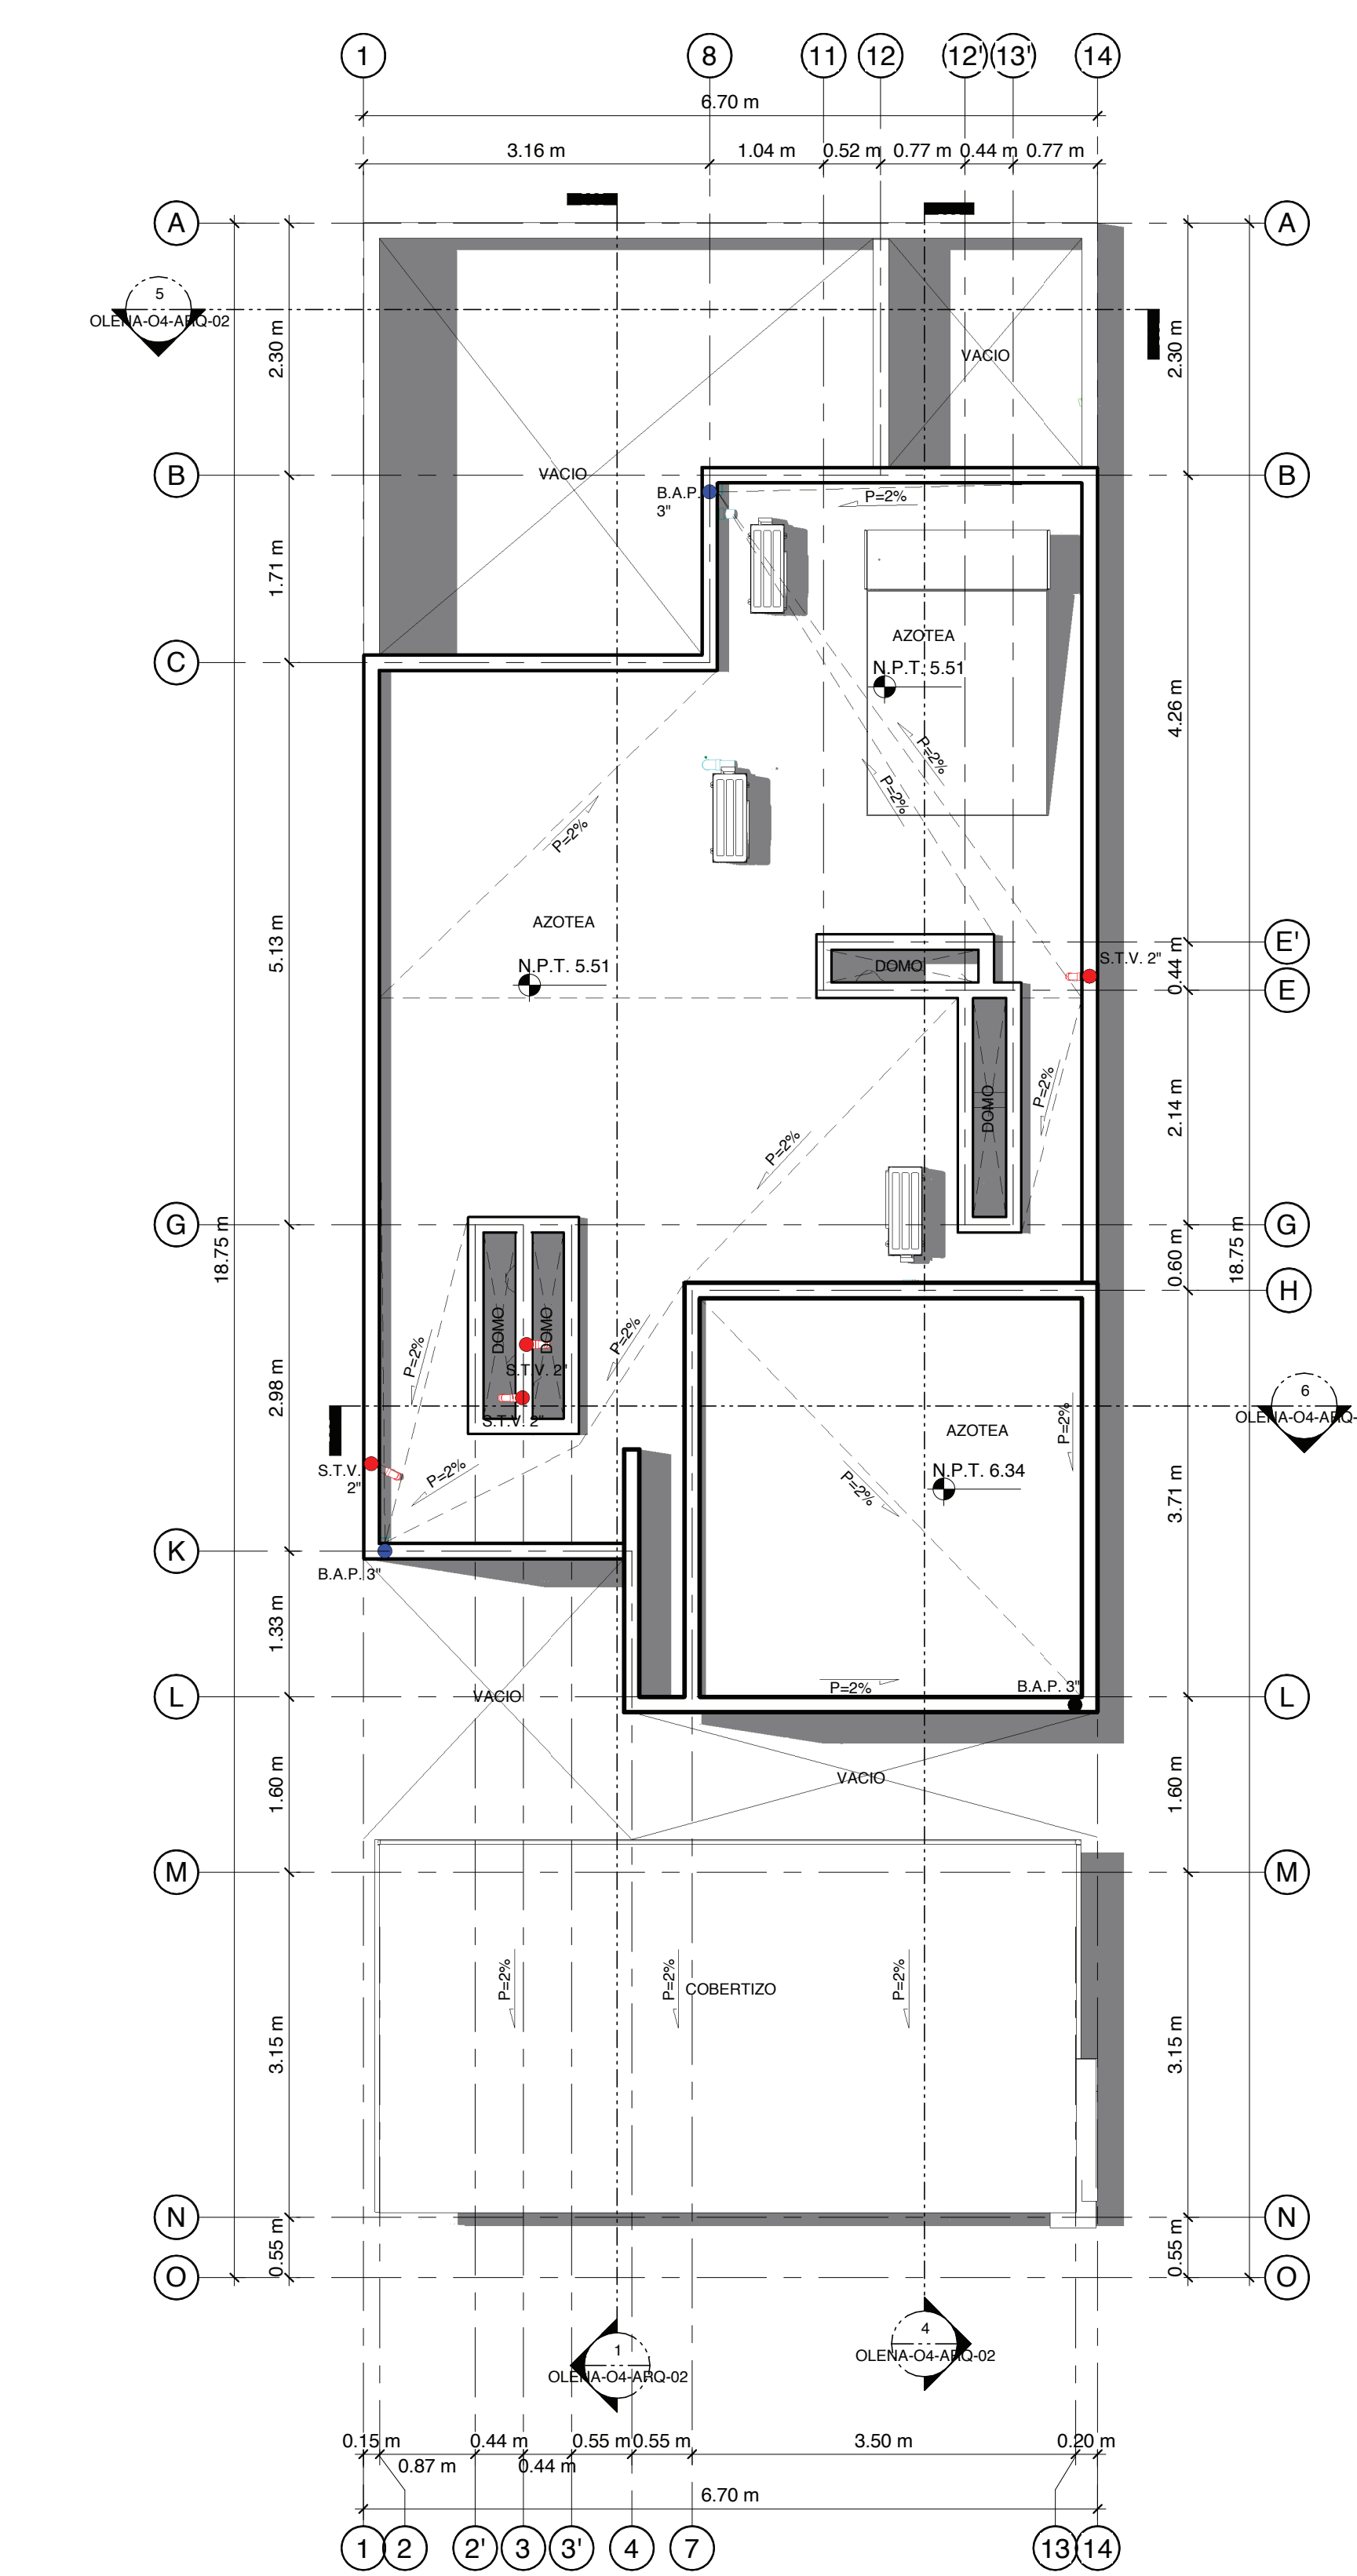 1
8
11
12
12'
13'
14
6.70 m
3.16 m
1.04 m
0.52 m
0.77 m
0.44 m
0.77 m
A
A
5
OLENA-O4-ARQ-02
2.30 m
2.30 m
VACIO
VACIO
B
B
B.A.P.
3"
P=2%
1.71 m
AZOTEA
N.P.T. 5.51
C
4.26 m
P=2%
P=2%
P=2%
5.13 m
AZOTEA
N.P.T. 5.51
DOMO
E'
S.T.V. 2"
0.44 m
E
DOMO
P=2%
2.14 m
P=2%
G
G
18.75 m
18.75 m
0.60 m
H
DOMO
DOMO
P=2%
P=2%
S.T.V. 2"
S.T.V. 2"
2.98 m
6
OLENA-O4-ARQ-
P=2%
AZOTEA
N.P.T. 6.34
P=2%
P=2%
S.T.V.
2"
3.71 m
K
B.A.P. 3"
1.33 m
L
VACIO
P=2%
B.A.P. 3"
L
VACIO
1.60 m
1.60 m
M
M
P=2%
P=2%
P=2%
COBERTIZO
3.15 m
3.15 m
N
N
0.55 m
0.55 m
O
O
1
OLENA-O4-ARQ-02
4
OLENA-O4-ARQ-02
0.15 m
0.44 m
0.55 m
0.55 m
3.50 m
0.20 m
0.87 m
0.44 m
6.70 m
1
2
2'
3
3'
4
7
13
14